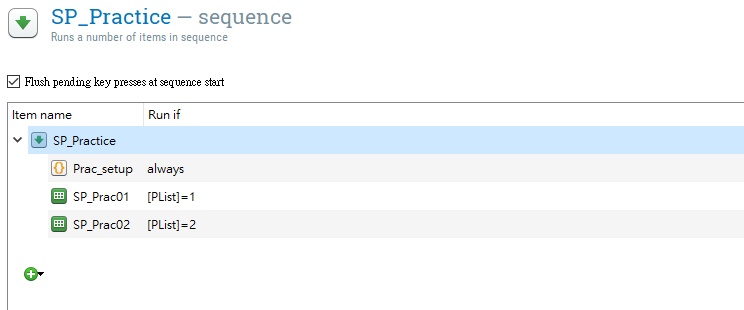 SP_Practice — sequence
Runs a number of items in sequence
Flush pending key presses at sequence start
Item name Run if
SP_Practice
Prac_setup always
SP_Prac01 [PList]=1
SP_Prac02 [PList]=2